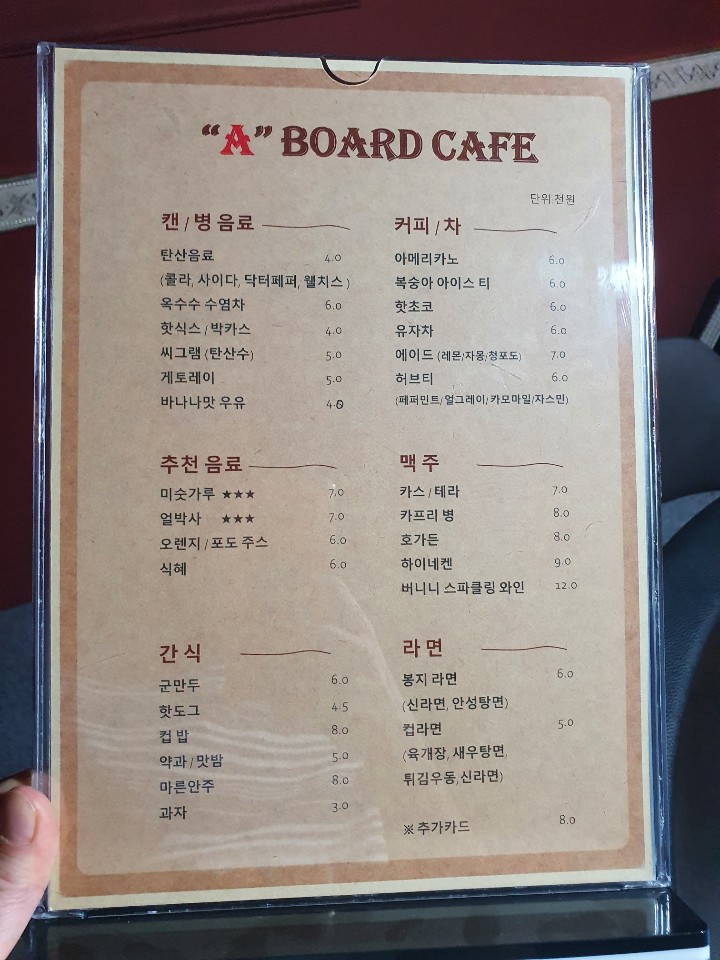 “A” BOARD CAFE
단위:천원
캔 / 병 음료
탄산음료 4.0
(콜라, 사이다, 닥터페퍼, 웰치스 )
옥수수 수염차 6.0
핫식스 / 박카스 4.0
씨그램 (탄산수) 5.0
게토레이 5.0
바나나맛 우유 4.0
커피 / 차
아메리카노 6.0
복숭아 아이스 티 6.0
핫초코 6.0
유자차 6.0
에이드 (레몬/자몽/청포도) 7.0
허브티 6.0
(페퍼민트/얼그레이/카모마일/자스민)
추천 음료
미숫가루 ★★★ 7.0
얼박사 ★★★ 7.0
오렌지 / 포도 주스 6.0
식혜 6.0
맥 주
카스 / 테라 7.0
카프리 병 8.0
호가든 8.0
하이네켄 9.0
버니니 스파클링 와인 12.0
간 식
군만두 6.0
핫도그 4.5
컵 밥 8.0
약과 / 맛밤 5.0
마른안주 8.0
과자 3.0
라 면
봉지 라면 6.0
(신라면, 안성탕면)
컵라면 5.0
(육개장, 새우탕면,
튀김우동,신라면)
※ 추가카드 8.0